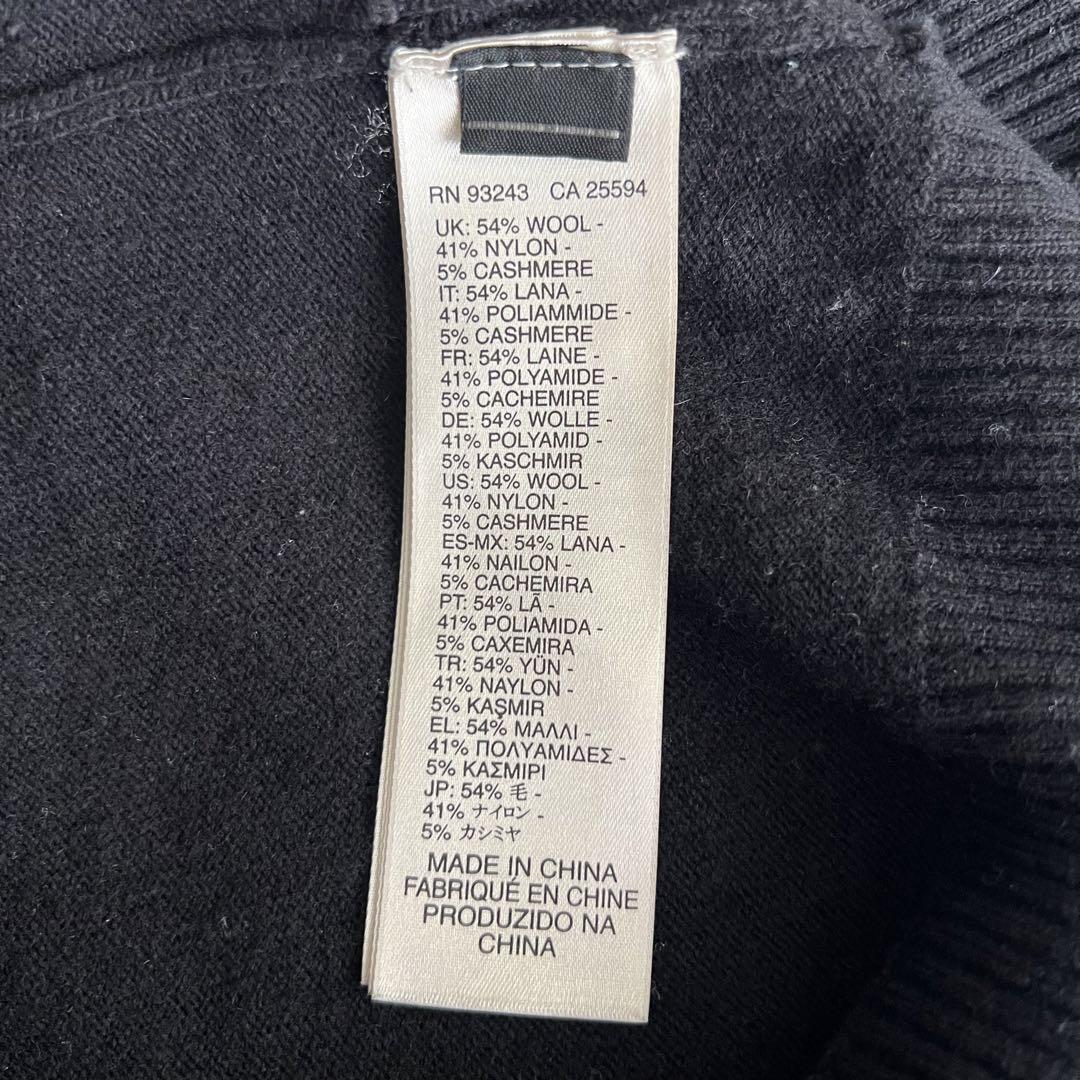 RN 93243 CA 25594
UK: 54% WOOL -
41% NYLON -
5% CASHMERE
IT: 54% LANA -
41% POLIAMMIDE -
5% CASHMERE
FR: 54% LAINE -
41% POLYAMIDE -
5% CACHEMIRE
DE: 54% WOLLE -
41% POLYAMID -
5% KASCHMIR
US: 54% WOOL -
41% NYLON -
5% CASHMERE
ES-MX: 54% LANA -
41% NAILON -
5% CACHEMIRA
PT: 54% LÃ -
41% POLIAMIDA -
5% CAXEMIRA
TR: 54% YÜN -
41% NAYLON -
5% KAŞMIR
EL: 54% ΜΑΛΛΙ -
41% ΠΟΛΥΑΜΙΔΕΣ -
5% ΚΑΣΜΙΡΙ
JP: 54% 毛 -
41% ナイロン -
5% カシミヤ
MADE IN CHINA
FABRIQUÉ EN CHINE
PRODUZIDO NA
CHINA